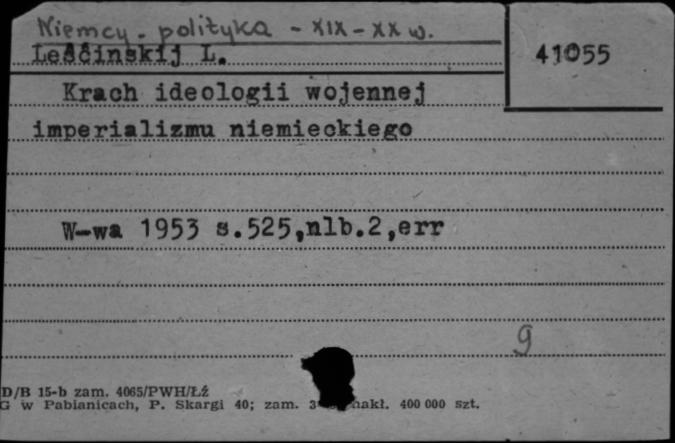 Niemcy - polityka - XIX - XX w.
Leščinskij L.
41055
Krach ideologii wojennej
imperializmu niemieckiego
W-wa 1953 s.525,nlb.2,err
9
D/B 15-b zam. 4065/PWH/Łź
G w Pabianicach, P. Skargi 40; zam. nakł. 400 000 szt.